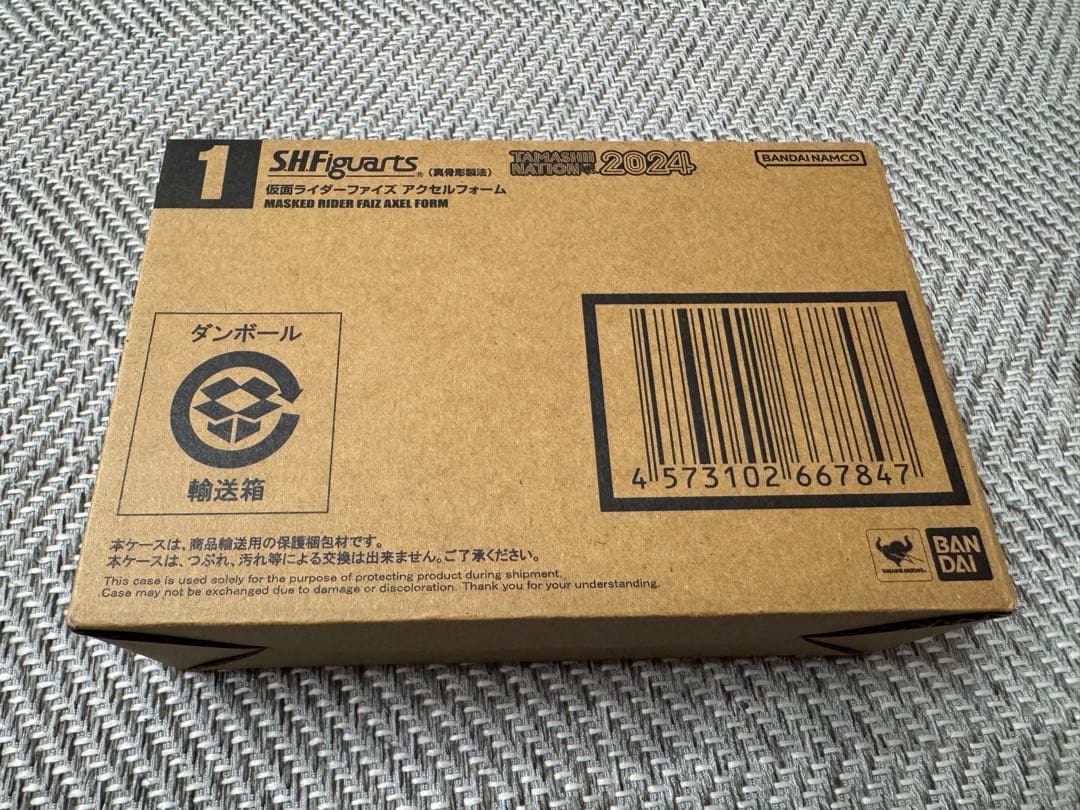 1
S.H.Figuarts® (真骨彫製法)
TAMASHII NATION 2024
BANDAI NAMCO
仮面ライダーファイズ アクセルフォーム
MASKED RIDER FAIZ AXEL FORM
ダンボール
輸送箱
4 573102 667847
本ケースは、商品輸送用の保護梱包材です。
本ケースは、つぶれ、汚れ等による交換は出来ません。ご了承ください。
This case is used solely for the purpose of protecting product during shipment.
Case may not be exchanged due to damage or discoloration. Thank you for your understanding.
TAMASHII NATIONS
BAN
DAI